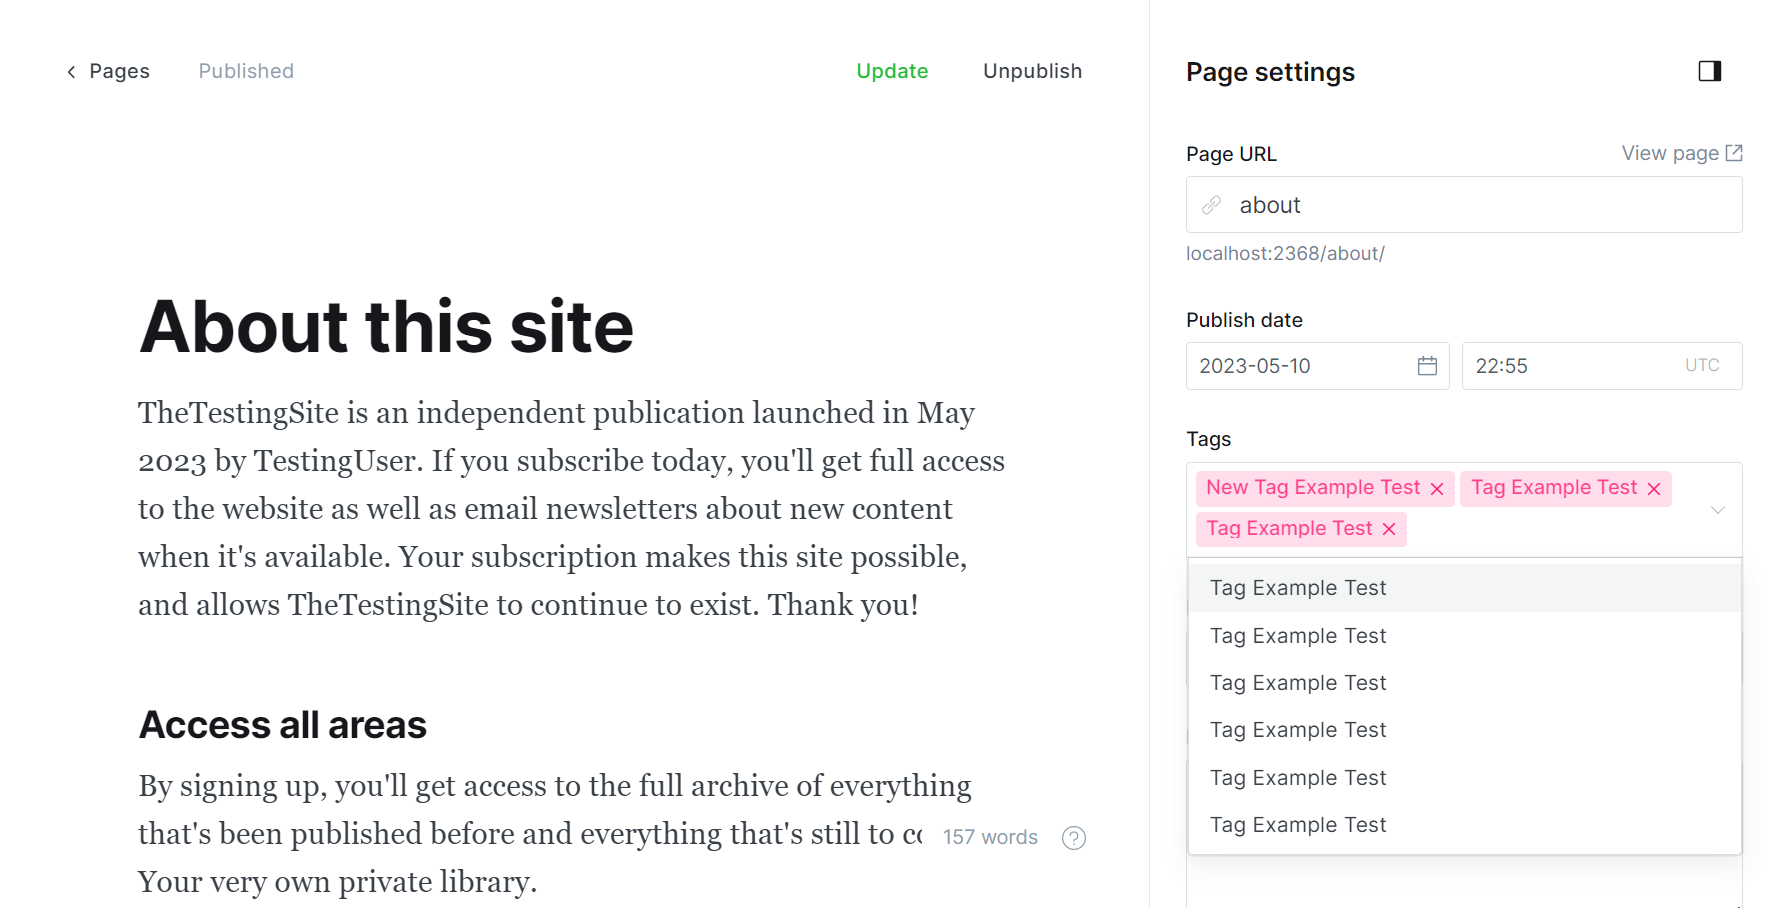 Pages
Published
Update
Unpublish
About this site
TheTestingSite is an independent publication launched in May
2023 by TestingUser. If you subscribe today, you'll get full access
to the website as well as email newsletters about new content
when it's available. Your subscription makes this site possible,
and allows TheTestingSite to continue to exist. Thank you!
Access all areas
By signing up, you'll get access to the full archive of everything
that's been published before and everything that's still to
Your very own private library.
157 words
?
Page settings
Page URL
View page
about
localhost:2368/about/
Publish date
2023-05-10
22:55
UTC
Tags
New Tag Example Test
Tag Example Test
Tag Example Test
Tag Example Test
Tag Example Test
Tag Example Test
Tag Example Test
Tag Example Test
Tag Example Test